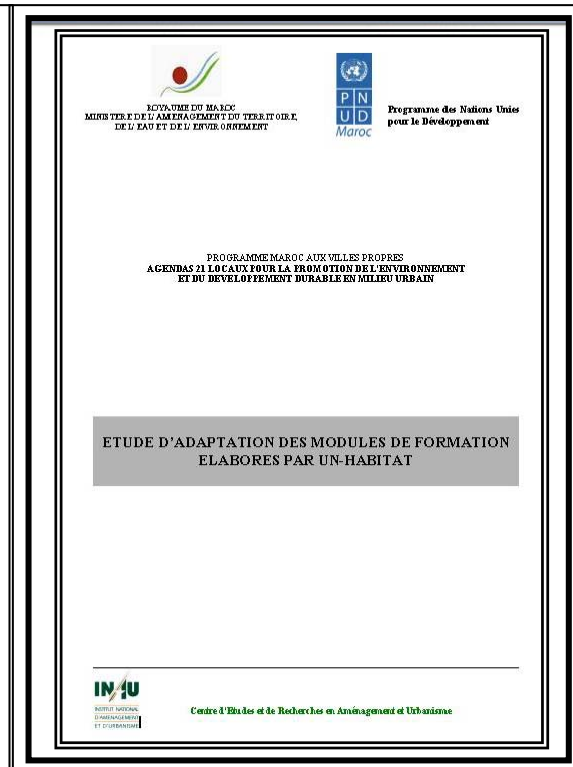 ROYAUME DU MAROC
MINISTERE DE L'AMENAGEMENT DU TERRITOIRE,
DE L'EAU ET DE L'ENVIRONNEMENT
PNUD
Maroc
Programme des Nations Unies
pour le Développement
PROGRAMME MAROC AUX VILLES PROPRES
AGENDAS 21 LOCAUX POUR LA PROMOTION DE L'ENVIRONNEMENT
ET DU DEVELOPPEMENT DURABLE EN MILIEU URBAIN
ETUDE D'ADAPTATION DES MODULES DE FORMATION
ELABORES PAR UN-HABITAT
INAU
INSTITUT NATIONAL
D'AMENAGEMENT
ET D'URBANISME
Centre d'Etudes et de Recherches en Aménagement et Urbanisme